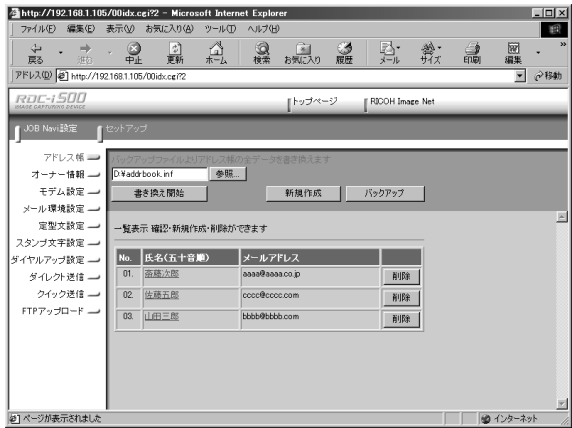 http://192.168.1.105/00idx.cgi?2 - Microsoft Internet Explorer
ファイル(F) 編集(E) 表示(V) お気に入り(A) ツール(T) ヘルプ(H)
戻る 進む 中止 更新 ホーム 検索 お気に入り 履歴 メール サイズ 印刷 編集 »
アドレス(D) http://192.168.1.105/00idx.cgi?2 移動
RDC-i500
IMAGE CAPTURING DEVICE
トップページ RICOH Image Net
JOB Navi設定 セットアップ
アドレス帳
オーナー情報
モデム設定
メール環境設定
定型文設定
スタンプ文字設定
ダイヤルアップ設定
ダイレクト送信
クイック送信
FTPアップロード
バックアップファイルよりアドレス帳の全データを書き換えます
D:¥addrbook.inf 参照...
書き換え開始 新規作成 バックアップ
一覧表示 確認・新規作成・削除ができます
No. 氏名(五十音順) メールアドレス
01. 斎藤次郎 aaaa@aaaa.co.jp 削除
02. 佐藤五郎 cccc@cccc.com 削除
03. 山田三郎 bbbb@bbbb.com 削除
ページが表示されました インターネット